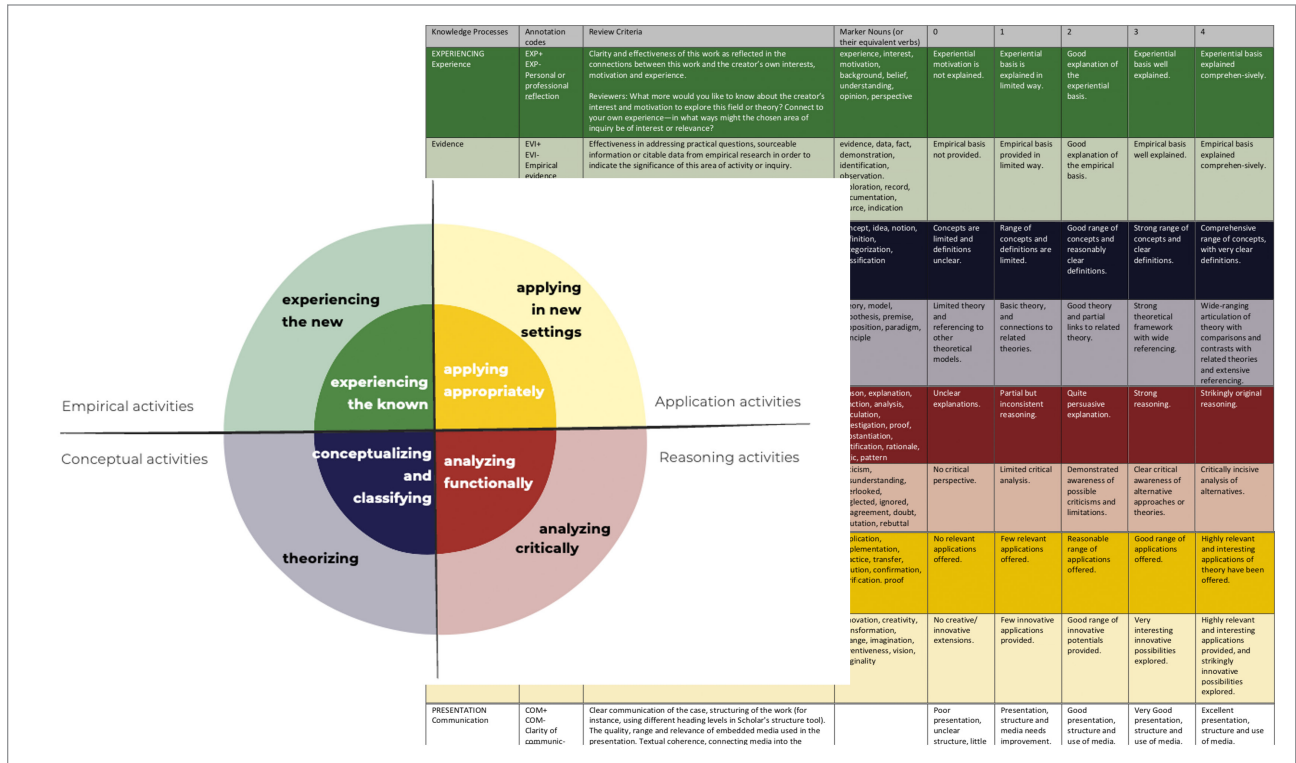 Knowledge Processes
Annotation
codes
Review Criteria
Marker Nouns (or
their equivalent verbs)
0
1
2
3
4
EXPERIENCING
Experience
EXP+
EXP-
Personal or
professional
reflection
Clarity and effectiveness of this work as reflected in the
connections between this work and the creator's own interests,
motivation and experience.
Reviewers: What more would you like to know about the creator's
interest and motivation to explore this field or theory? Connect to
your own experience—in what ways might the chosen area of
inquiry be of interest or relevance?
experience, interest,
motivation,
background, belief,
understanding,
opinion, perspective
Experiential
motivation is
not explained.
Experiential
basis is
explained in
limited way.
Good
explanation of
the
experiential
basis.
Experiential
basis well
explained.
Experiential basis
explained
comprehen-sively.
Evidence
EVI+
EVI-
Empirical
evidence
Effectiveness in addressing practical questions, sourceable
information or citable data from empirical research in order to
indicate the significance of this area of activity or inquiry.
evidence, data, fact,
demonstration,
identification,
observation.
record,
indication
Empirical basis
not provided.
Empirical basis
provided in
limited way.
Good
explanation of
the empirical
basis.
Empirical basis
well explained.
Empirical basis
explained
comprehen-sively.
idea, notion,
Concepts are
limited and
definitions
unclear.
Range of
concepts and
definitions are
limited.
Good range of
concepts and
reasonably
clear
definitions.
Strong range of
concepts and
clear
definitions.
Comprehensive
range of concepts,
with very clear
definitions.
model,
premise,
paradigm,
Limited theory
and
referencing to
other
theoretical
models.
Basic theory,
and
connections to
related
theories.
Good theory
and partial
links to related
theory.
Strong
theoretical
framework
with wide
referencing.
Wide-ranging
articulation of
theory with
comparisons and
contrasts with
related theories
and extensive
referencing.
explanation,
analysis,
proof,
rationale,
pattern
Unclear
explanations.
Partial but
inconsistent
reasoning.
Quite
persuasive
explanation.
Strong
reasoning.
Strikingly original
reasoning.
ignored,
doubt,
rebuttal
No critical
perspective.
Limited critical
analysis.
Demonstrated
awareness of
possible
criticisms and
limitations.
Clear critical
awareness of
alternative
approaches or
theories.
Critically incisive
analysis of
alternatives.
transfer,
confirmation,
proof
No relevant
applications
offered.
Few relevant
applications
offered.
Reasonable
range of
applications
offered.
Good range of
applications
offered.
Highly relevant
and interesting
applications of
theory have been
offered.
creativity,
imagination,
vision,
No creative/
innovative
extensions.
Few innovative
applications
provided.
Good range of
innovative
potentials
provided.
Very
interesting
innovative
possibilities
explored.
Highly relevant
and interesting
applications
provided, and
strikingly
innovative
possibilities
explored.
PRESENTATION
Communication
COM+
COM-
Clarity of
communic-
Clear communication of the case, structuring of the work (for
instance, using different heading levels in Scholar's structure tool).
The quality, range and relevance of embedded media used in the
presentation. Textual coherence, connecting media into the
Poor
presentation,
unclear
structure, little
Presentation,
structure and
media needs
improvement.
Good
presentation,
structure and
use of media.
Very Good
presentation,
structure and
use of media.
Excellent
presentation,
structure and use
of media.
experiencing
the new
applying
in new
settings
experiencing
the known
applying
appropriately
Empirical activities
Application activities
Conceptual activities
Reasoning activities
conceptualizing
and
classifying
analyzing
functionally
theorizing
analyzing
critically